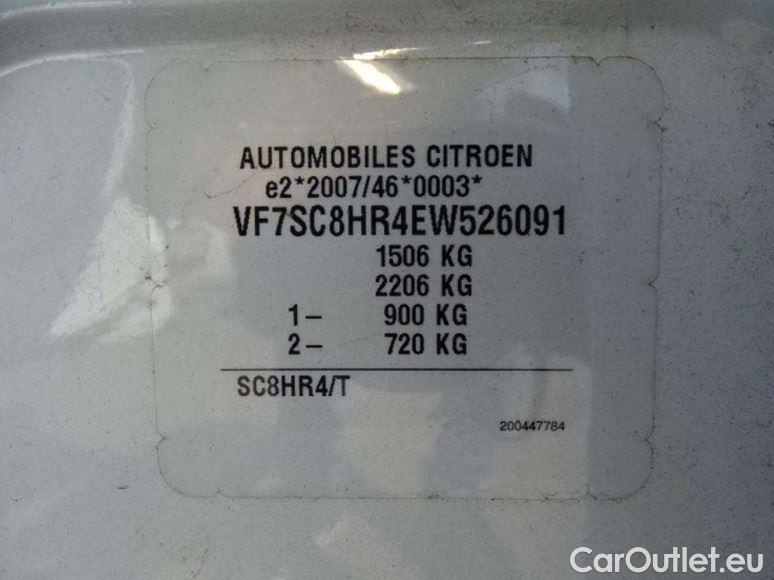 AUTOMOBILES CITROEN
e2*2007/46*0003*
VF7SC8HR4EW526091
1506 KG
2206 KG
1- 900 KG
2- 720 KG
SC8HR4/T
200447784
CarOutlet.eu